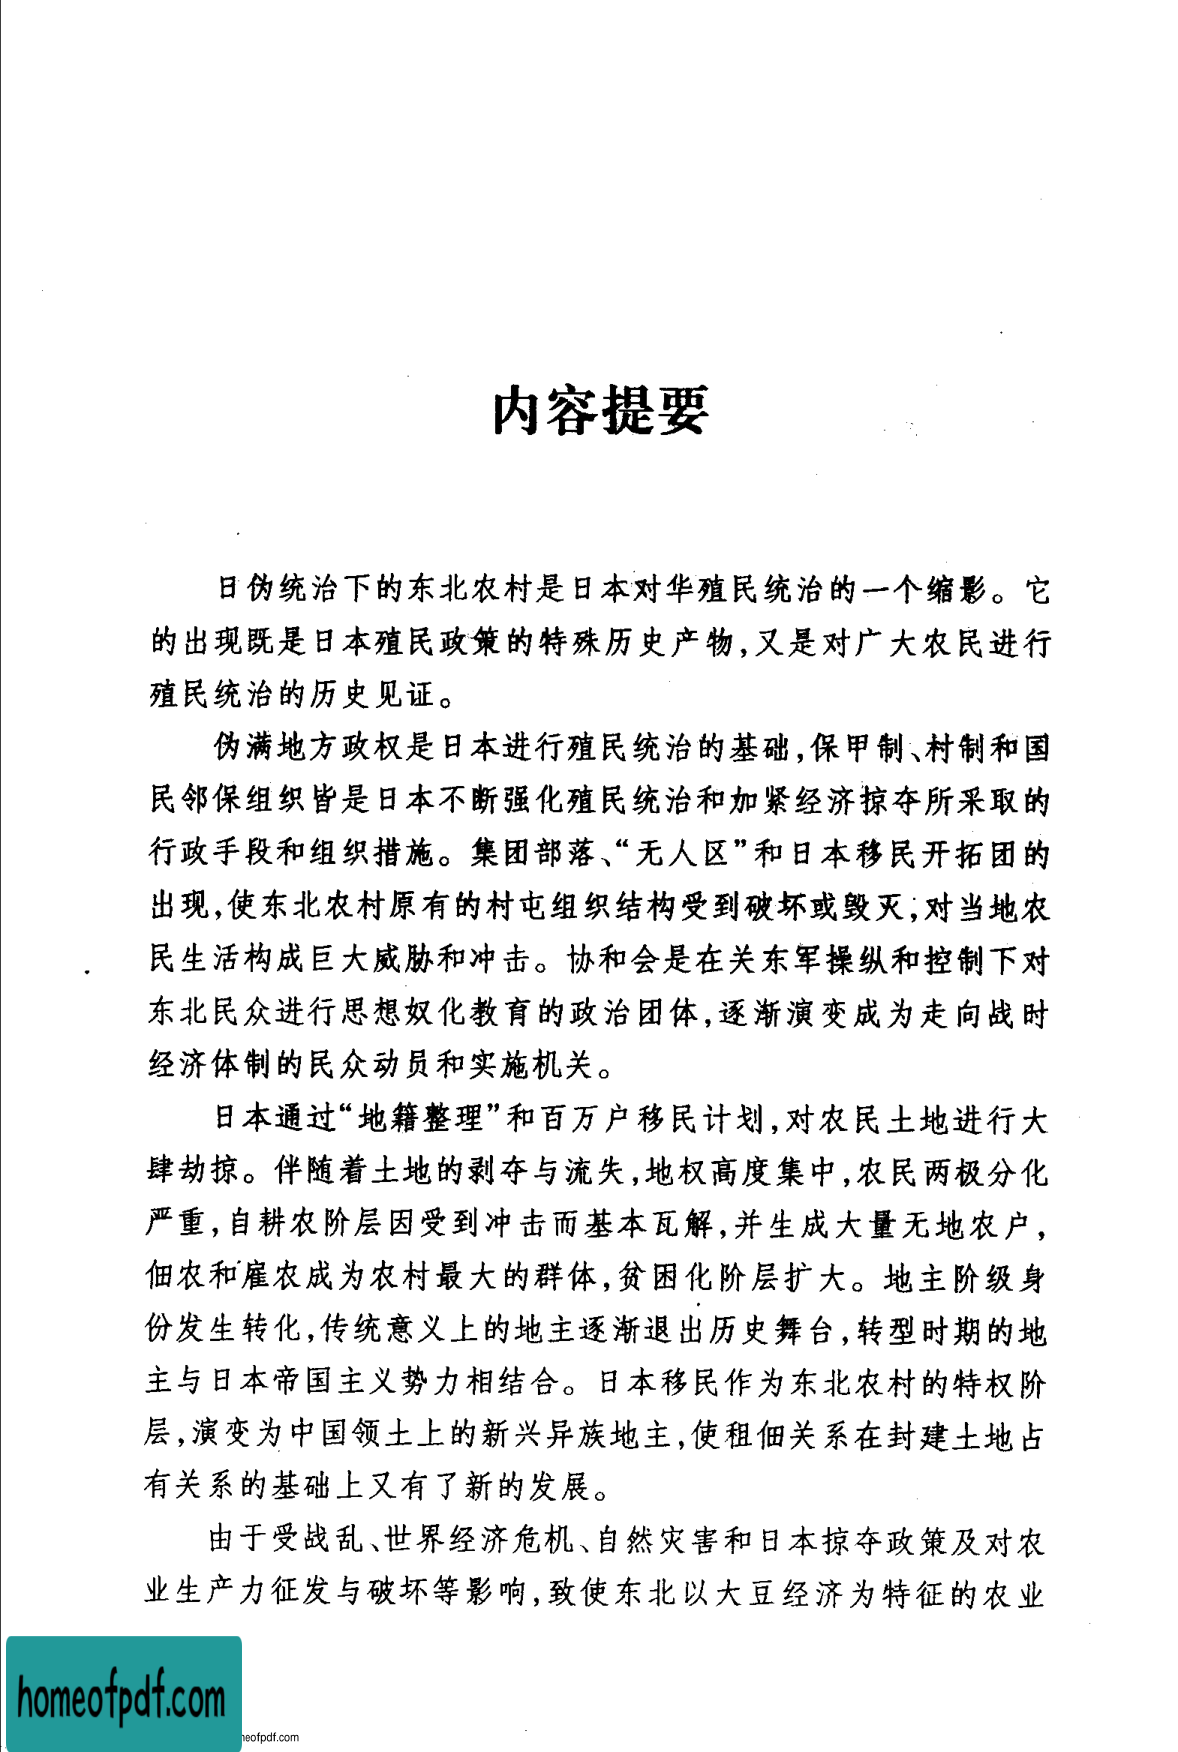 内容提要
日伪统治下的东北农村是日本对华殖民统治的一个缩影。它
的出现既是日本殖民政策的特殊历史产物,又是对广大农民进行
殖民统治的历史见证。
伪满地方政权是日本进行殖民统治的基础,保甲制、村制和国
民邻保组织皆是日本不断强化殖民统治和加紧经济掠夺所采取的
行政手段和组织措施。集团部落、“无人区”和日本移民开拓团的
出现,使东北农村原有的村屯组织结构受到破坏或毁灭;对当地农
民生活构成巨大威胁和冲击。协和会是在关东军操纵和控制下对
东北民众进行思想奴化教育的政治团体,逐渐演变成为走向战时
经济体制的民众动员和实施机关。
日本通过“地籍整理”和百万户移民计划,对农民土地进行大
肆劫掠。伴随着土地的剥夺与流失,地权高度集中,农民两极分化
严重,自耕农阶层因受到冲击而基本瓦解,并生成大量无地农户,
佃农和雇农成为农村最大的群体,贫困化阶层扩大。地主阶级身
份发生转化,传统意义上的地主逐渐退出历史舞台,转型时期的地
主与日本帝国主义势力相结合。日本移民作为东北农村的特权阶
层,演变为中国领土上的新兴异族地主,使租佃关系在封建土地占
有关系的基础上又有了新的发展。
由于受战乱、世界经济危机、自然灾害和日本掠夺政策及对农
业生产力征发与破坏等影响,致使东北以大豆经济为特征的农业
homeofpdf.com
neofpdf.com